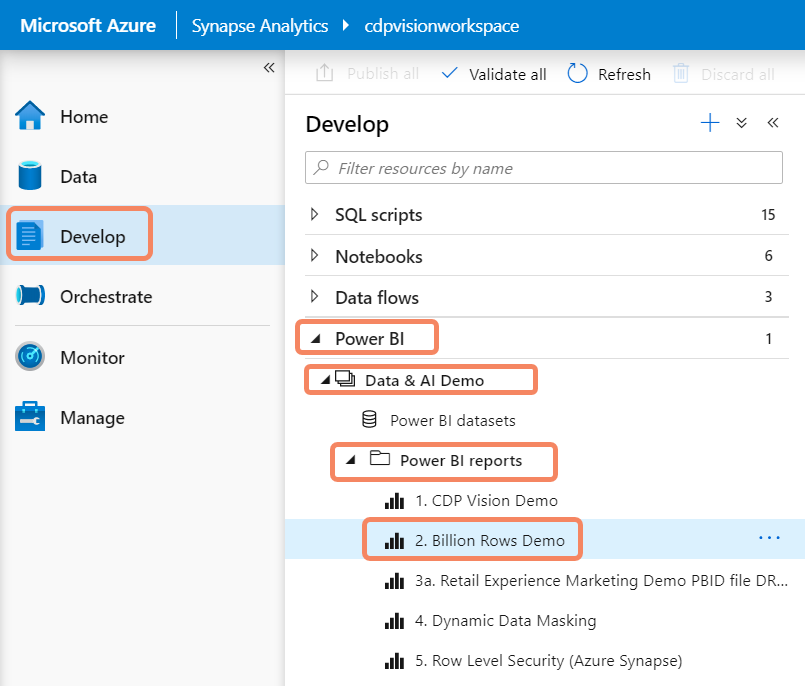 Microsoft Azure Synapse Analytics cdpvisionworkspace
Home
Data
Develop
Orchestrate
Monitor
Manage
Publish all Validate all Refresh Discard all
Develop
Filter resources by name
SQL scripts 15
Notebooks 6
Data flows 3
Power BI 1
Data & AI Demo
Power BI datasets
Power BI reports
1. CDP Vision Demo
2. Billion Rows Demo
3a. Retail Experience Marketing Demo PBID file DR...
4. Dynamic Data Masking
5. Row Level Security (Azure Synapse)